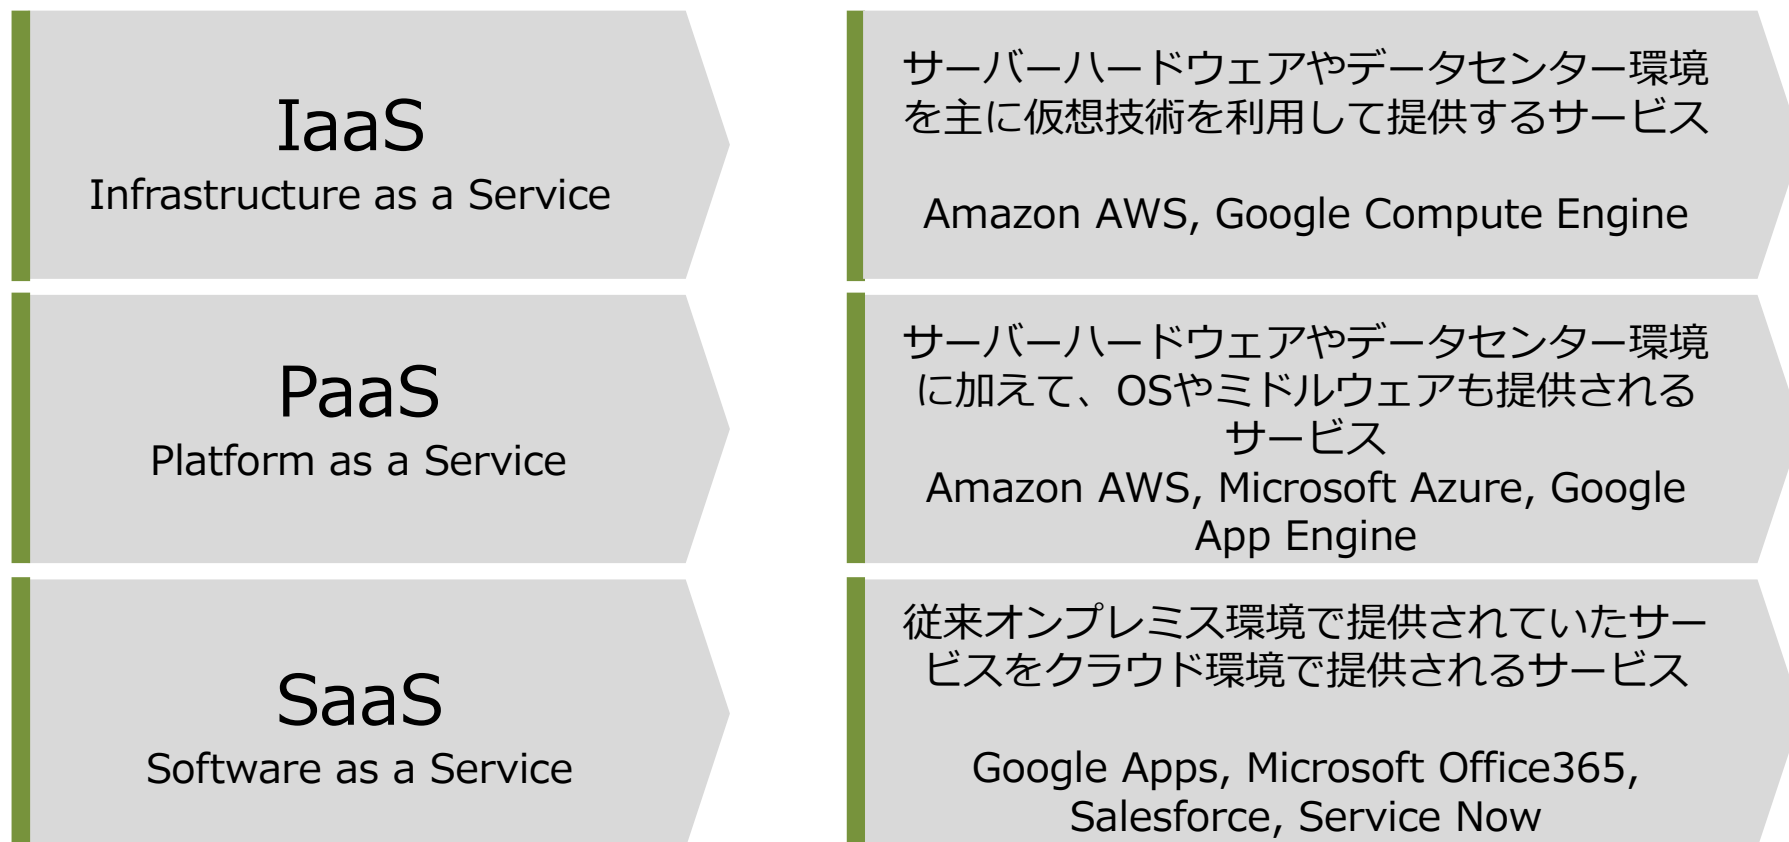 IaaS
Infrastructure as a Service
サーバーハードウェアやデータセンター環境
を主に仮想技術を利用して提供するサービス
Amazon AWS, Google Compute Engine
PaaS
Platform as a Service
サーバーハードウェアやデータセンター環境
に加えて、OSやミドルウェアも提供される
サービス
Amazon AWS, Microsoft Azure, Google
App Engine
SaaS
Software as a Service
従来オンプレミス環境で提供されていたサー
ビスをクラウド環境で提供されるサービス
Google Apps, Microsoft Office365,
Salesforce, Service Now